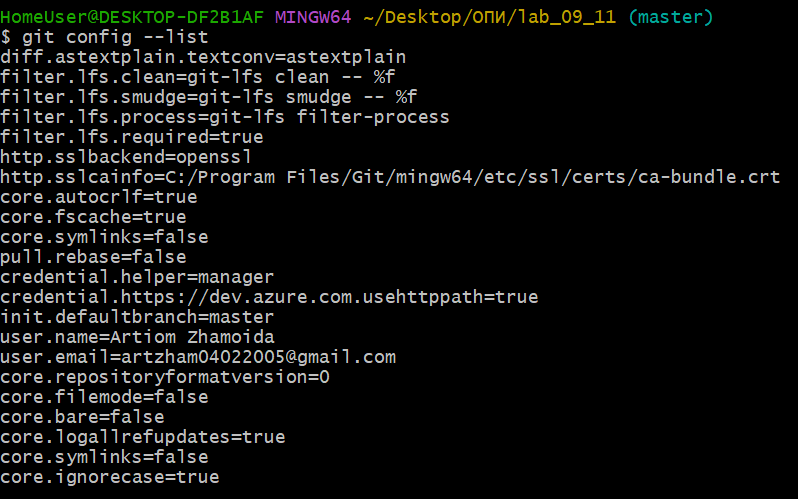 HomeUser@DESKTOP-DF2B1AF MINGW64 ~/Desktop/ОПИ/lab_09_11 (master)
$ git config --list
diff.astextplain.textconv=astextplain
filter.lfs.clean=git-lfs clean -- %f
filter.lfs.smudge=git-lfs smudge -- %f
filter.lfs.process=git-lfs filter-process
filter.lfs.required=true
http.sslbackend=openssl
http.sslcainfo=C:/Program Files/Git/mingw64/etc/ssl/certs/ca-bundle.crt
core.autocrlf=true
core.fscache=true
core.symlinks=false
pull.rebase=false
credential.helper=manager
credential.https://dev.azure.com.usehttppath=true
init.defaultbranch=master
user.name=Artiom Zhamoida
user.email=artzham04022005@gmail.com
core.repositoryformatversion=0
core.filemode=false
core.bare=false
core.logallrefupdates=true
core.symlinks=false
core.ignorecase=true